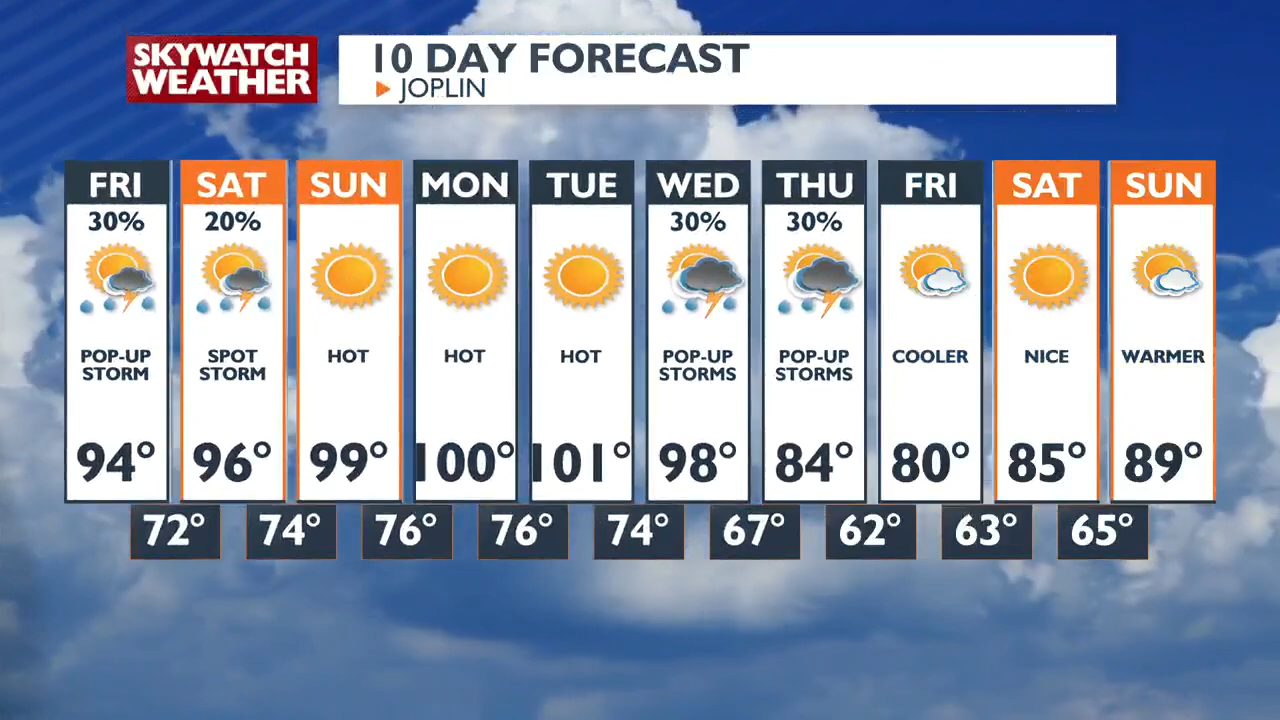 SKYWATCH
WEATHER
10 DAY FORECAST
JOPLIN
FRI SAT SUN MON TUE WED THU FRI SAT SUN
30% 20% 30% 30%
POP-UP STORM
SPOT STORM
HOT
HOT
HOT
POP-UP STORMS
POP-UP STORMS
COOLER
NICE
WARMER
94° 96° 99° 100° 101° 98° 84° 80° 85° 89°
72° 74° 76° 76° 74° 67° 62° 63° 65°